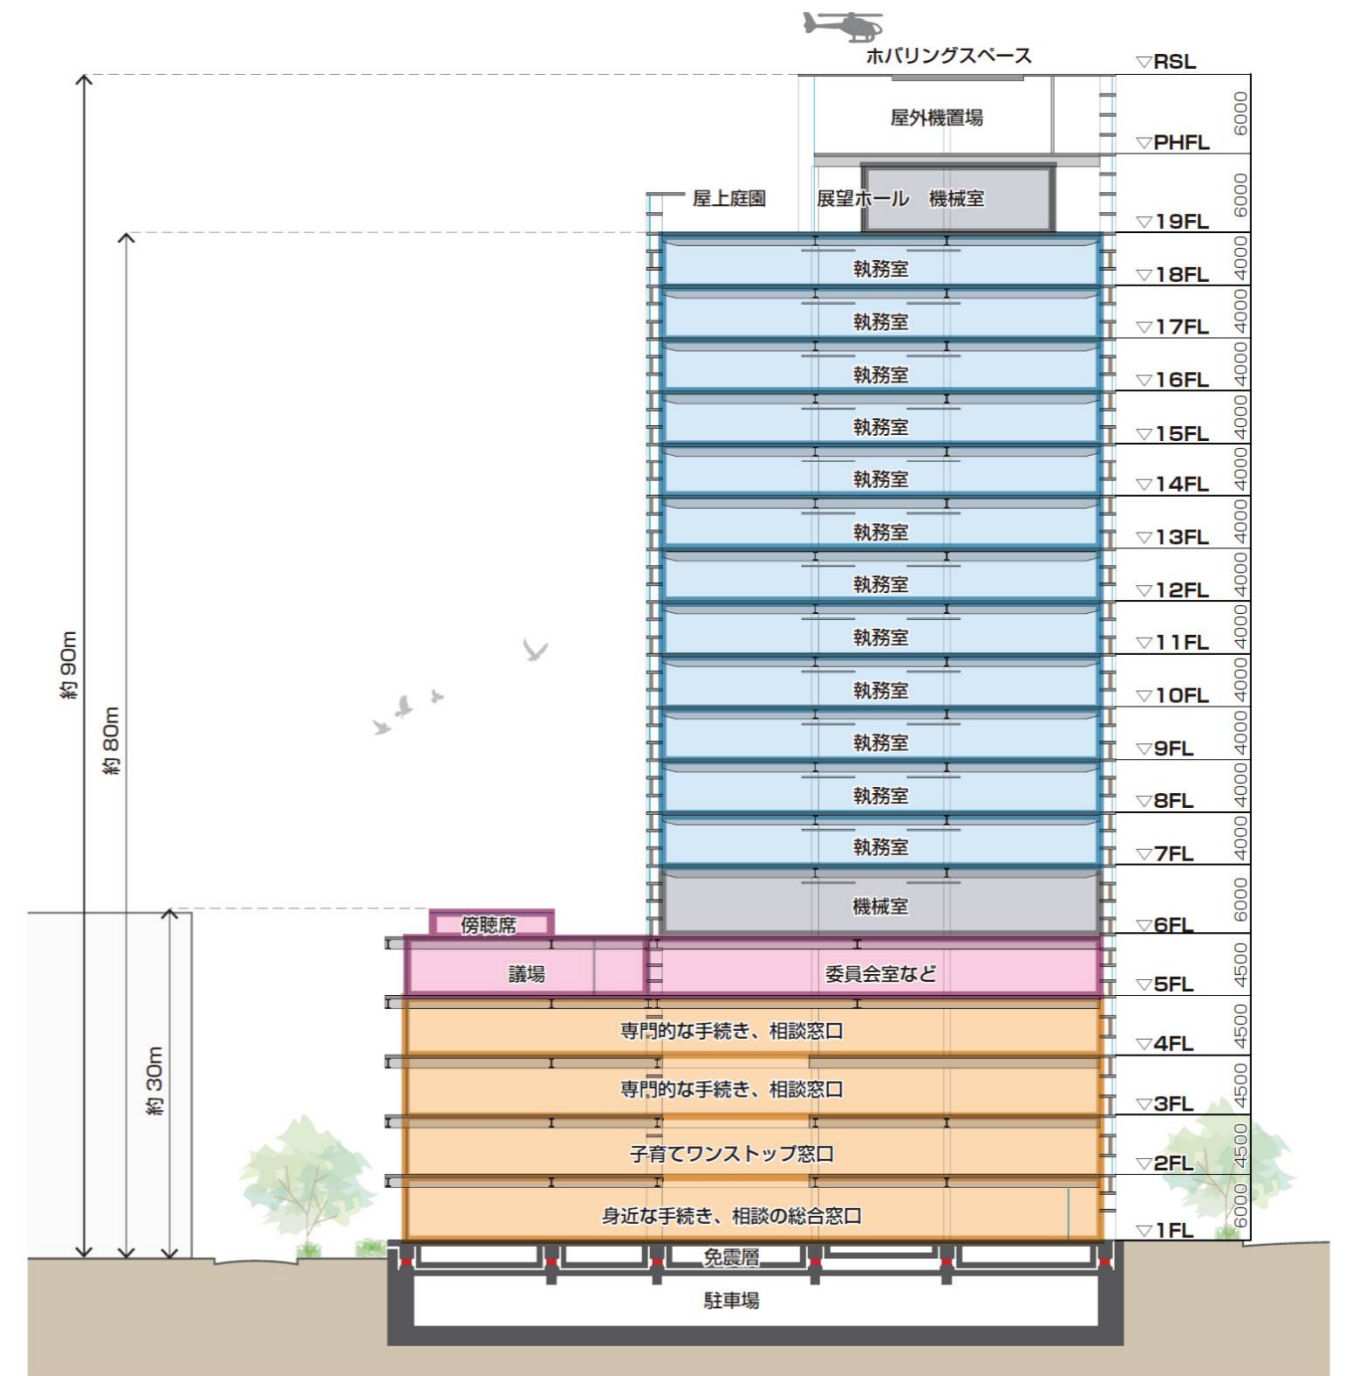 ホバリングスペース
▽RSL
屋外機置場
6000
▽PHFL
屋上庭園
展望ホール
機械室
6000
▽19FL
執務室
4000
▽18FL
執務室
4000
▽17FL
執務室
4000
▽16FL
執務室
4000
▽15FL
執務室
4000
▽14FL
執務室
4000
▽13FL
執務室
4000
▽12FL
執務室
4000
▽11FL
執務室
4000
▽10FL
執務室
4000
▽9FL
執務室
4000
▽8FL
執務室
4000
▽7FL
機械室
6000
▽6FL
傍聴席
議場
委員会室など
4500
▽5FL
専門的な手続き、相談窓口
4500
▽4FL
専門的な手続き、相談窓口
4500
▽3FL
子育てワンストップ窓口
4500
▽2FL
身近な手続き、相談の総合窓口
6000
▽1FL
免震層
駐車場
約90m
約80m
約30m